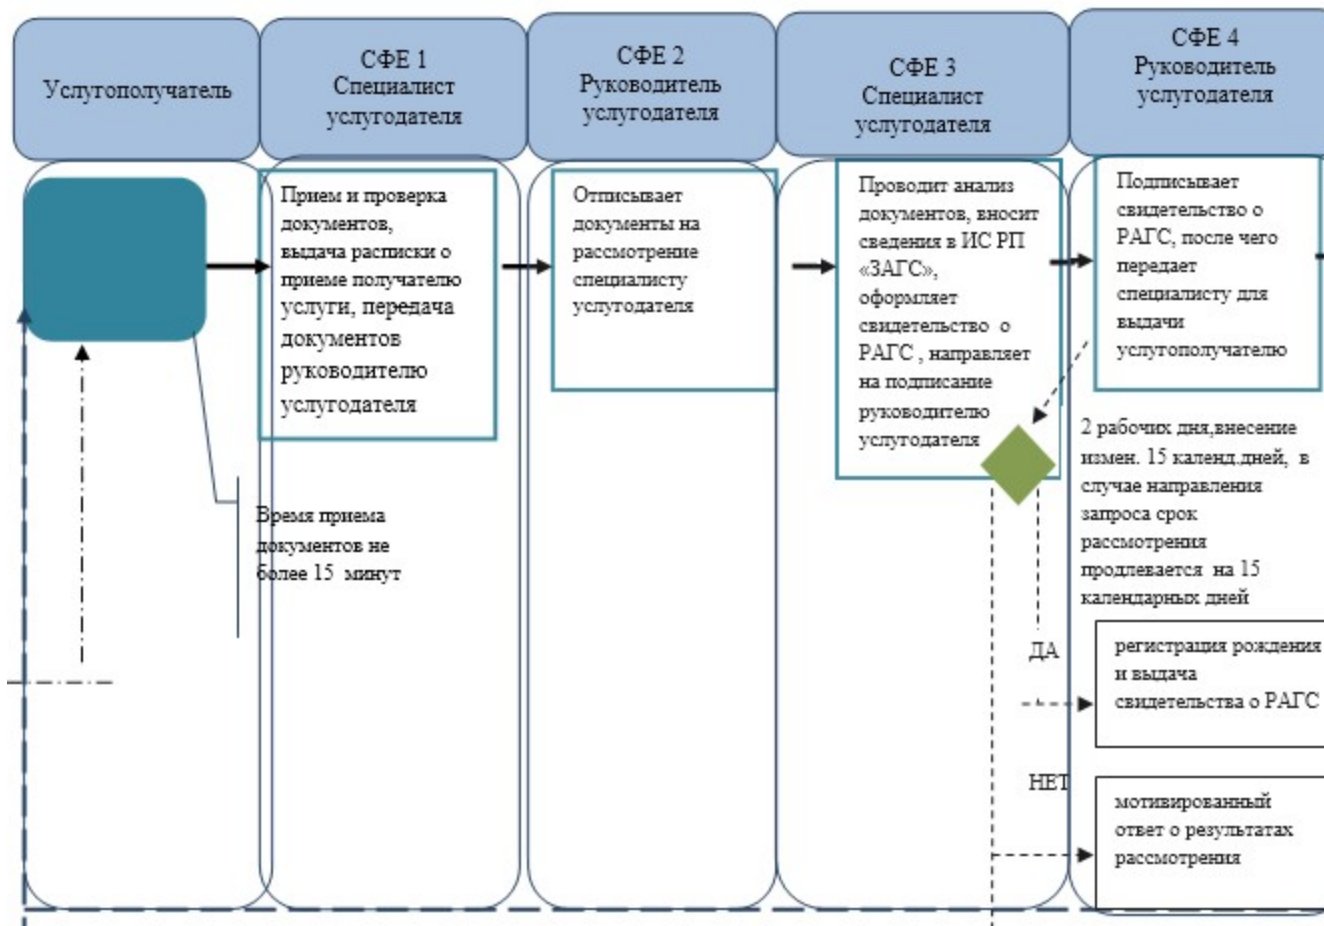 Услугополучатель
СФЕ 1
Специалист
услугодателя
СФЕ 2
Руководитель
услугодателя
СФЕ 3
Специалист
услугодателя
СФЕ 4
Руководитель
услугодателя
Прием и проверка
документов,
выдача расписки о
приеме получателю
услуги, передача
документов
руководителю
услугодателя
Отписывает
документы на
рассмотрение
специалисту
услугодателя
Проводит анализ
документов, вносит
сведения в ИС РП
«ЗАГС»,
оформляет
свидетельство о
РАГС , направляет
на подписание
руководителю
услугодателя
Подписывает
свидетельство о
РАГС, после чего
передает
специалисту для
выдачи
услугополучателю
2 рабочих дня,внесение
измен. 15 календ.дней, в
случае направления
запроса срок
рассмотрения
продлевается на 15
календарных дней
Время приема
документов не
более 15 минут
ДА
регистрация рождения
и выдача
свидетельства о РАГС
НЕТ
мотивированный
ответ о результатах
рассмотрения